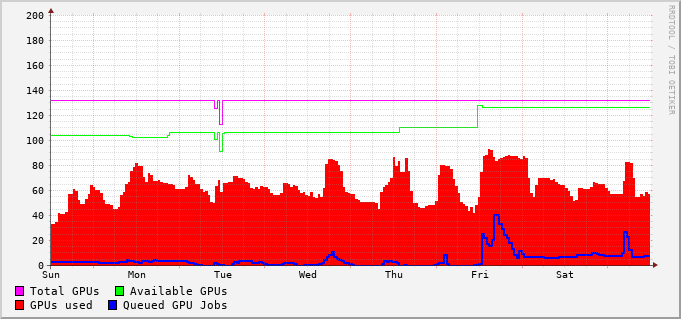 200
180
160
140
120
100
80
60
40
20
0
Sun Mon Tue Wed Thu Fri Sat
Total GPUs Available GPUs
GPUs used Queued GPU Jobs
RRDTOOL / TOBI OETIKER